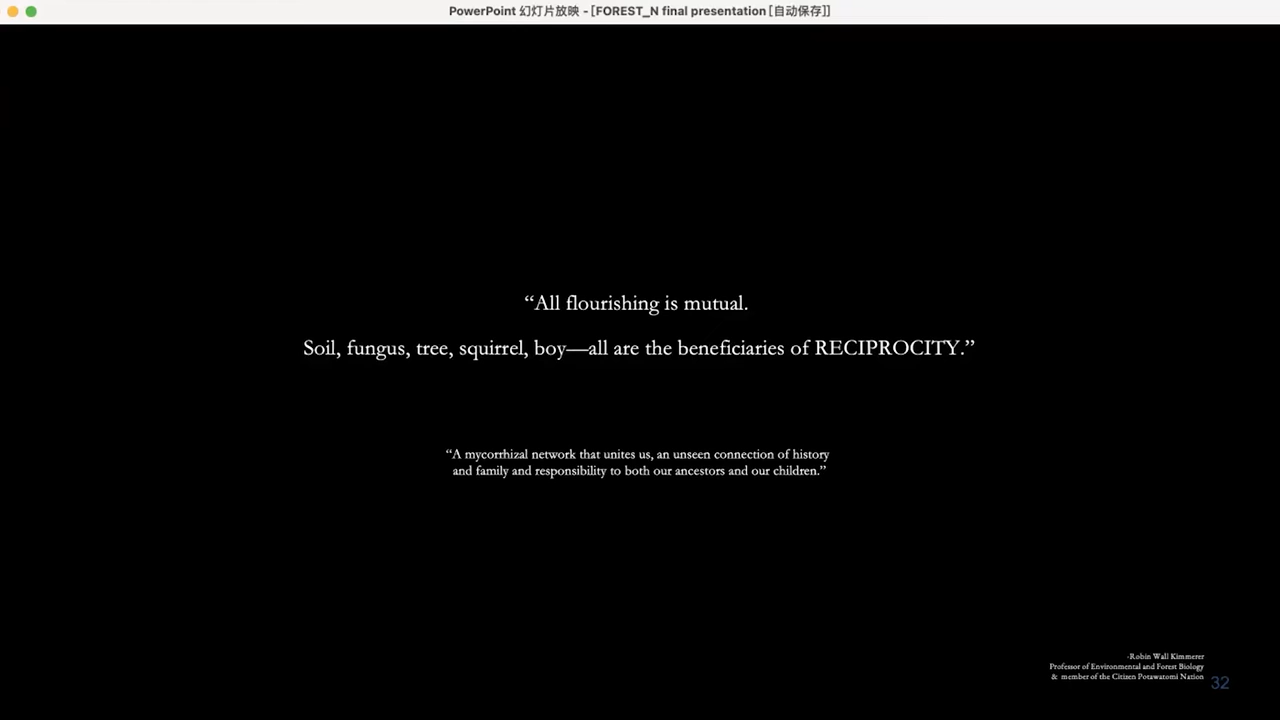 PowerPoint 幻灯片放映 - [FOREST_N final presentation [自动保存]]
“All flourishing is mutual.
Soil, fungus, tree, squirrel, boy—all are the beneficiaries of RECIPROCITY.”
“A mycorrhizal network that unites us, an unseen connection of history
and family and responsibility to both our ancestors and our children.”
-Robin Wall Kimmerer
Professor of Environmental and Forest Biology
& member of the Citizen Potawatomi Nation
32